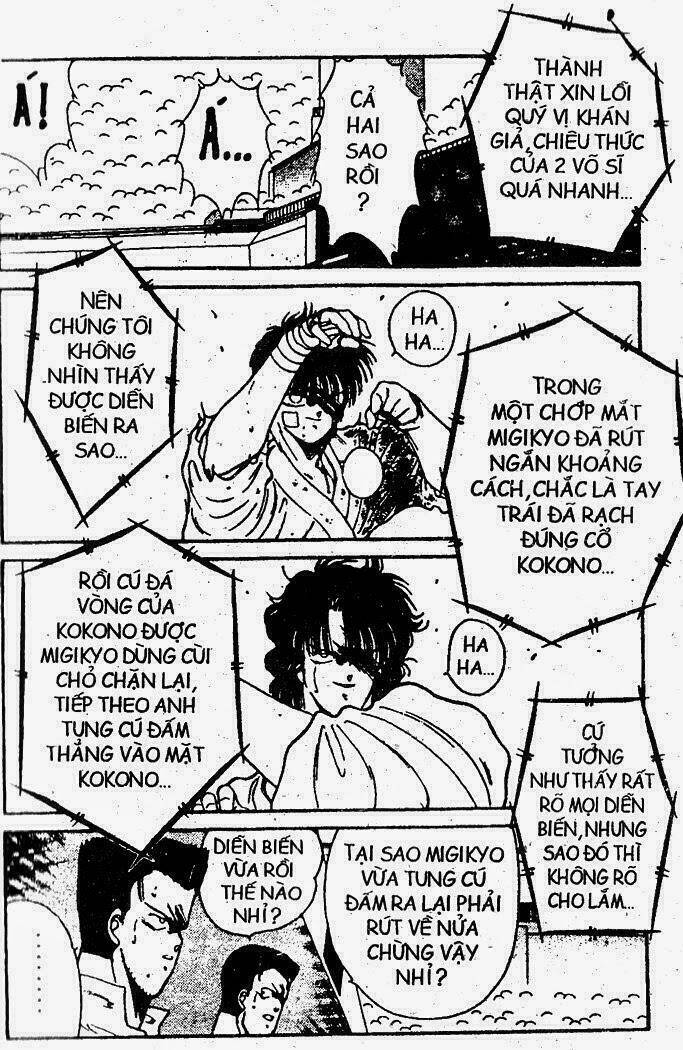 THÀNH
THẬT XIN LỖI
QUÝ VỊ KHÁN
GIẢ, CHIÊU THỨC
CỦA 2 VÕ SĨ
QUÁ NHANH...
CẢ
HAI
SAO
RỒI
?
Á...
Á!
NÊN
CHÚNG TÔI
KHÔNG
NHÌN THẤY
ĐƯỢC DIỄN
BIẾN RA
SAO...
HA
HA...
TRONG
MỘT CHỚP MẮT
MIGIKYO ĐÃ RÚT
NGẮN KHOẢNG
CÁCH, CHẮC LÀ TAY
TRÁI ĐÃ RẠCH
ĐÚNG CỔ
KOKONO...
RỒI CÚ ĐÁ
VÒNG CỦA
KOKONO ĐƯỢC
MIGIKYO DÙNG CÙI
CHỎ CHẶN LẠI,
TIẾP THEO ANH
TUNG CÚ ĐẤM
THẲNG VÀO MẶT
KOKONO...
HA
HA...
CỨ
TƯỞNG
NHƯ THẤY RẤT
RÕ MỌI DIỄN
BIẾN, NHƯNG
SAO ĐÓ THÌ
KHÔNG RÕ
CHO LẮM...
TẠI SAO MIGIKYO
VỪA TUNG CÚ
ĐẤM RA LẠI PHẢI
RÚT VỀ NỬA
CHỪNG VẬY
NHỈ?
DIỄN BIẾN
VỪA RỒI
THẾ NÀO
NHỈ?
........